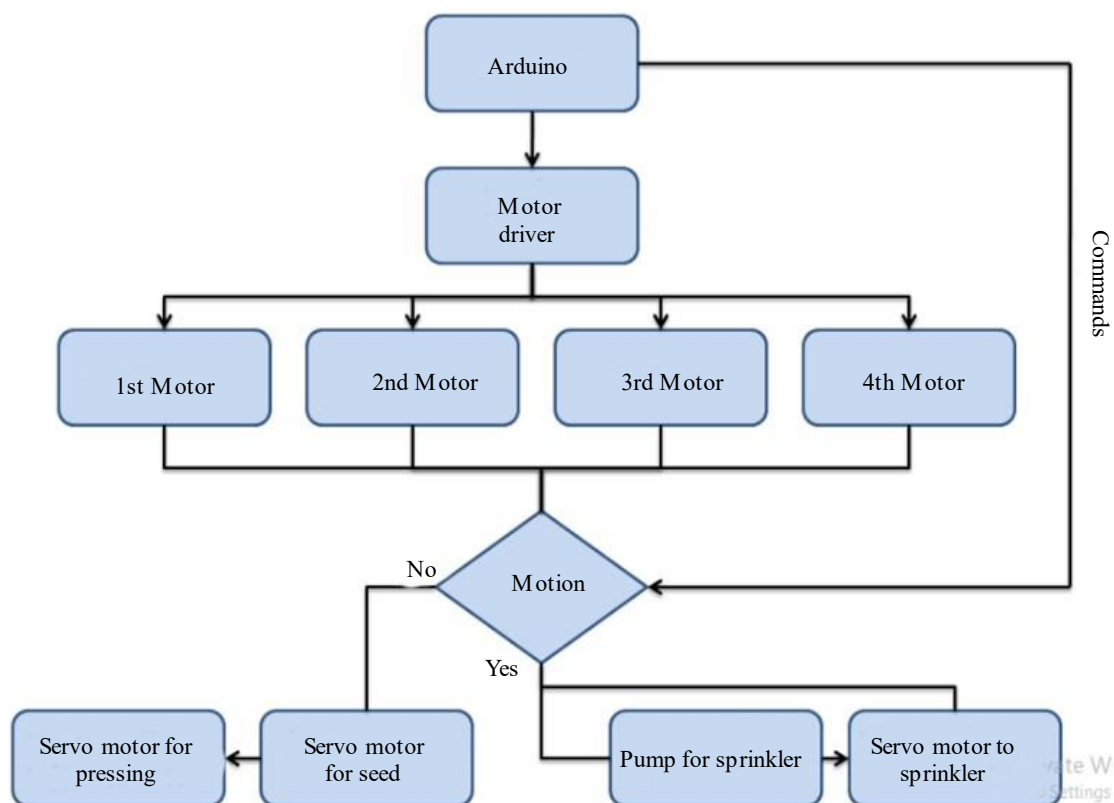 Arduino
Motor
driver
Commands
1st Motor
2nd Motor
3rd Motor
4th Motor
No
Motion
Yes
Servo motor for
pressing
Servo motor
for seed
Pump for sprinkler
Servo motor to
sprinkler
Settings